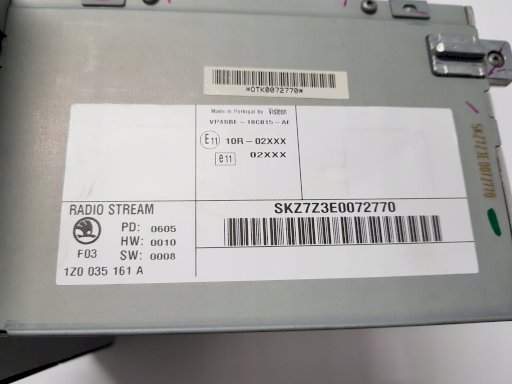 *OTK0072770*
Made in Portugal by Visteon
VP4SBF-18C815-AF
E11 10R-02XXX
e11 02XXX
SKZ7Z3E0072770
RADIO STREAM
SKZ7Z3E0072770
PD: 0605
HW: 0010
F03 SW: 0008
1Z0 035 161 A